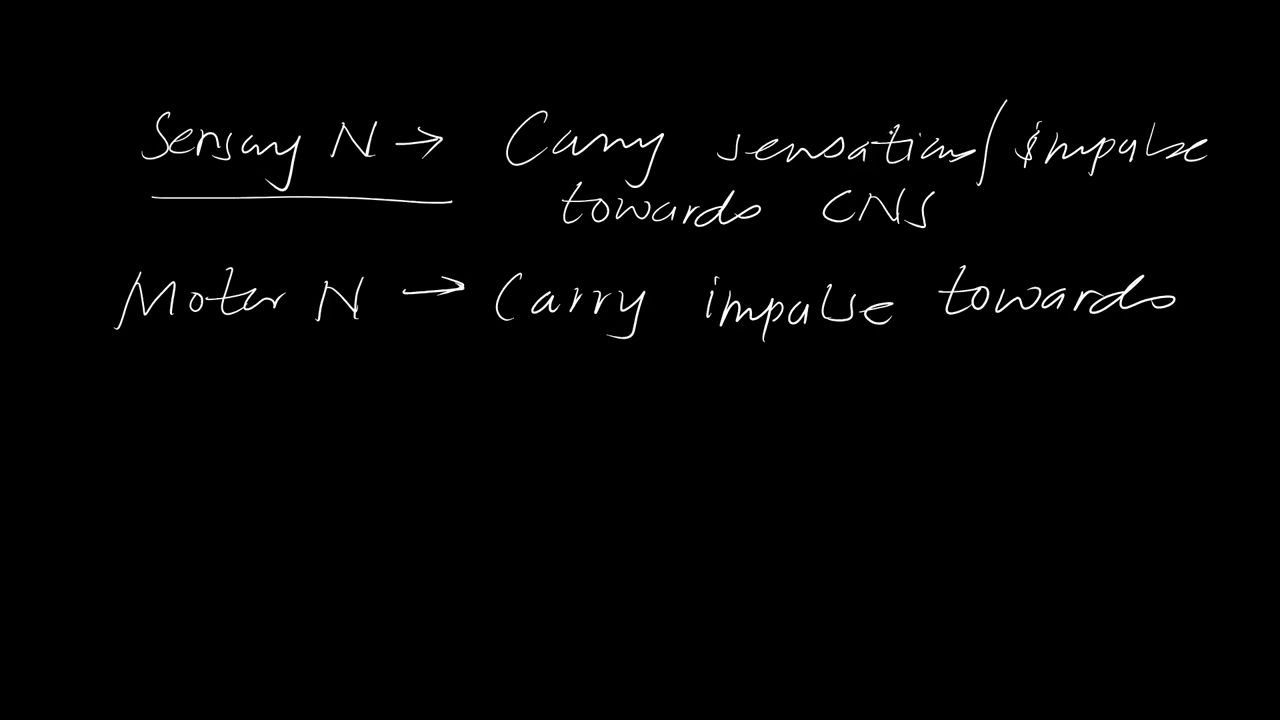 Sensory N → Carry sensation/impulse
towards CNS
Motor N → Carry impulse towards